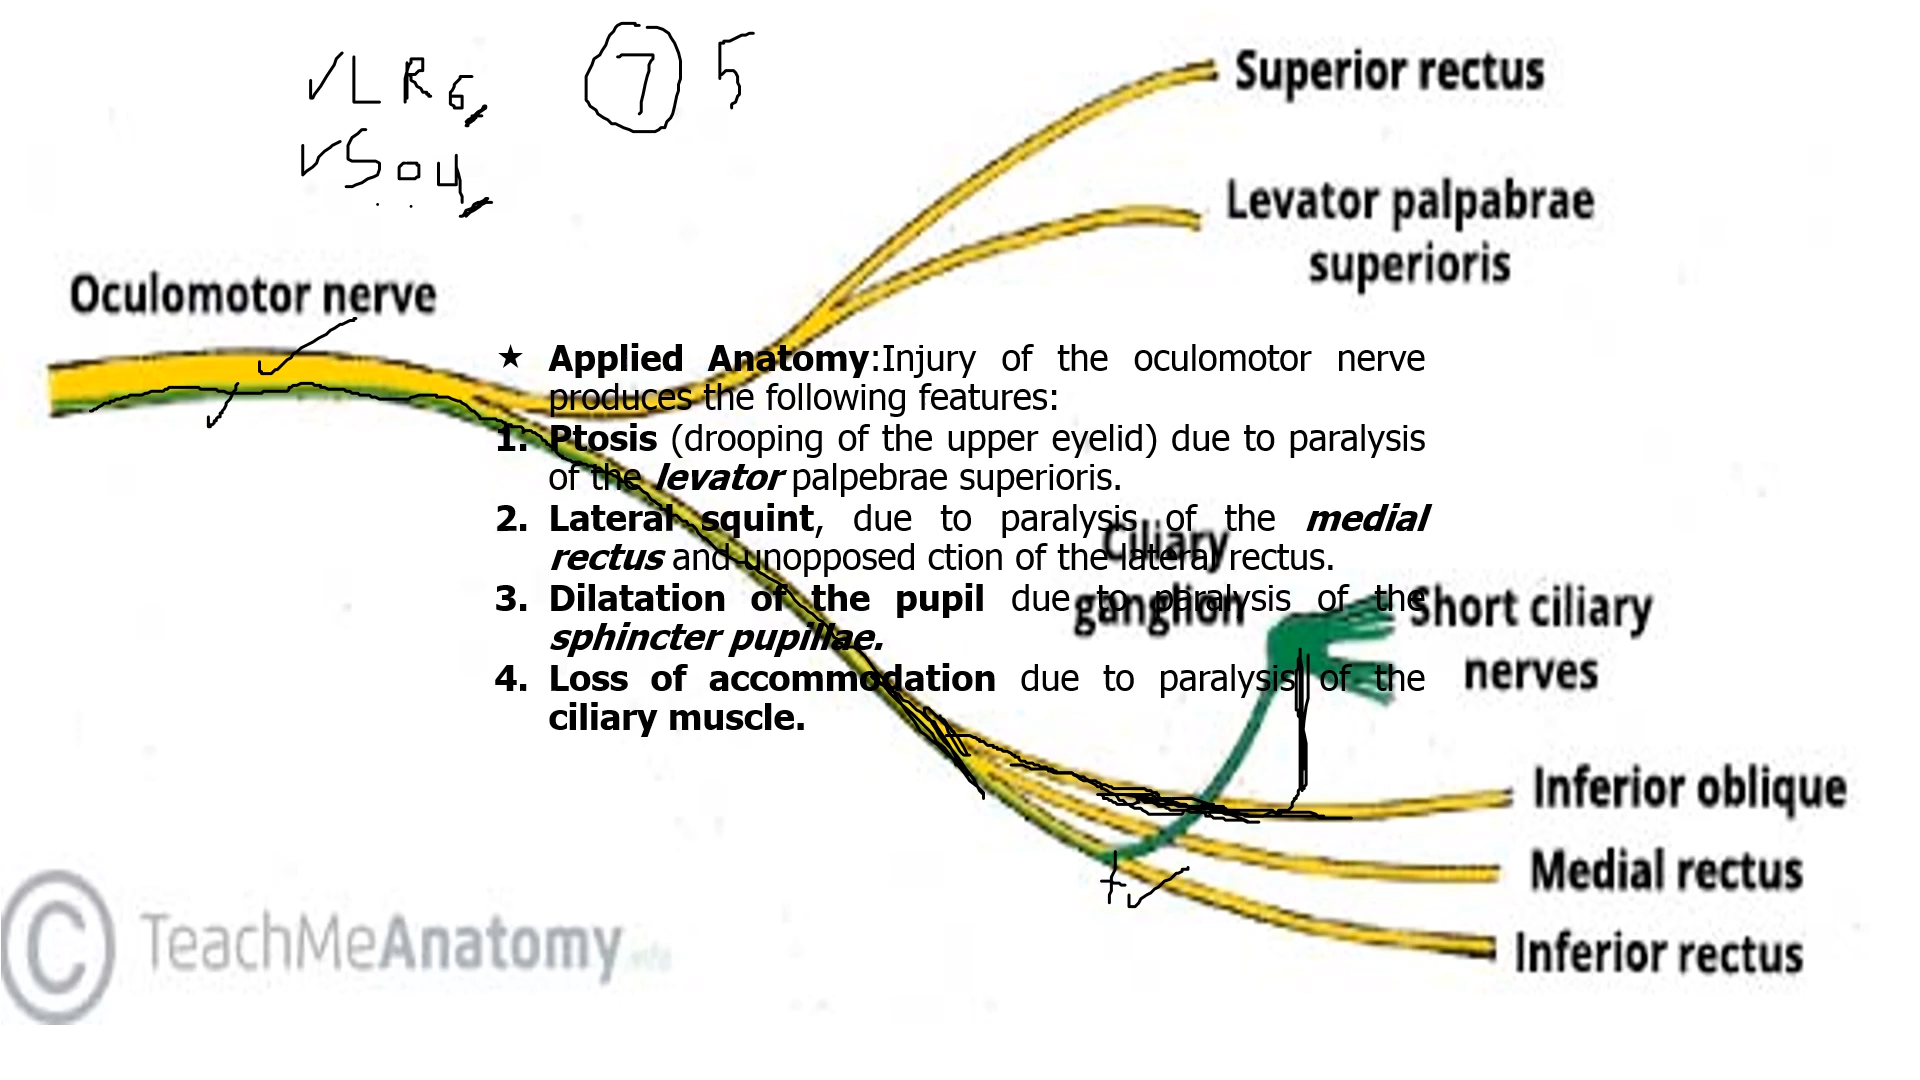 LR6 7 5
SO4
Superior rectus
Levator palpabrae
superioris
Oculomotor nerve
★ Applied Anatomy:Injury of the oculomotor nerve
produces the following features:
1. Ptosis (drooping of the upper eyelid) due to paralysis
of the levator palpebrae superioris.
2. Lateral squint, due to paralysis of the medial
rectus and unopposed ction of the lateral rectus.
3. Dilatation of the pupil due to paralysis of the
sphincter pupillae.
4. Loss of accommodation due to paralysis of the
ciliary muscle.
Ciliary
ganglion
Short ciliary
nerves
Inferior oblique
Medial rectus
Inferior rectus
© TeachMeAnatomy.info